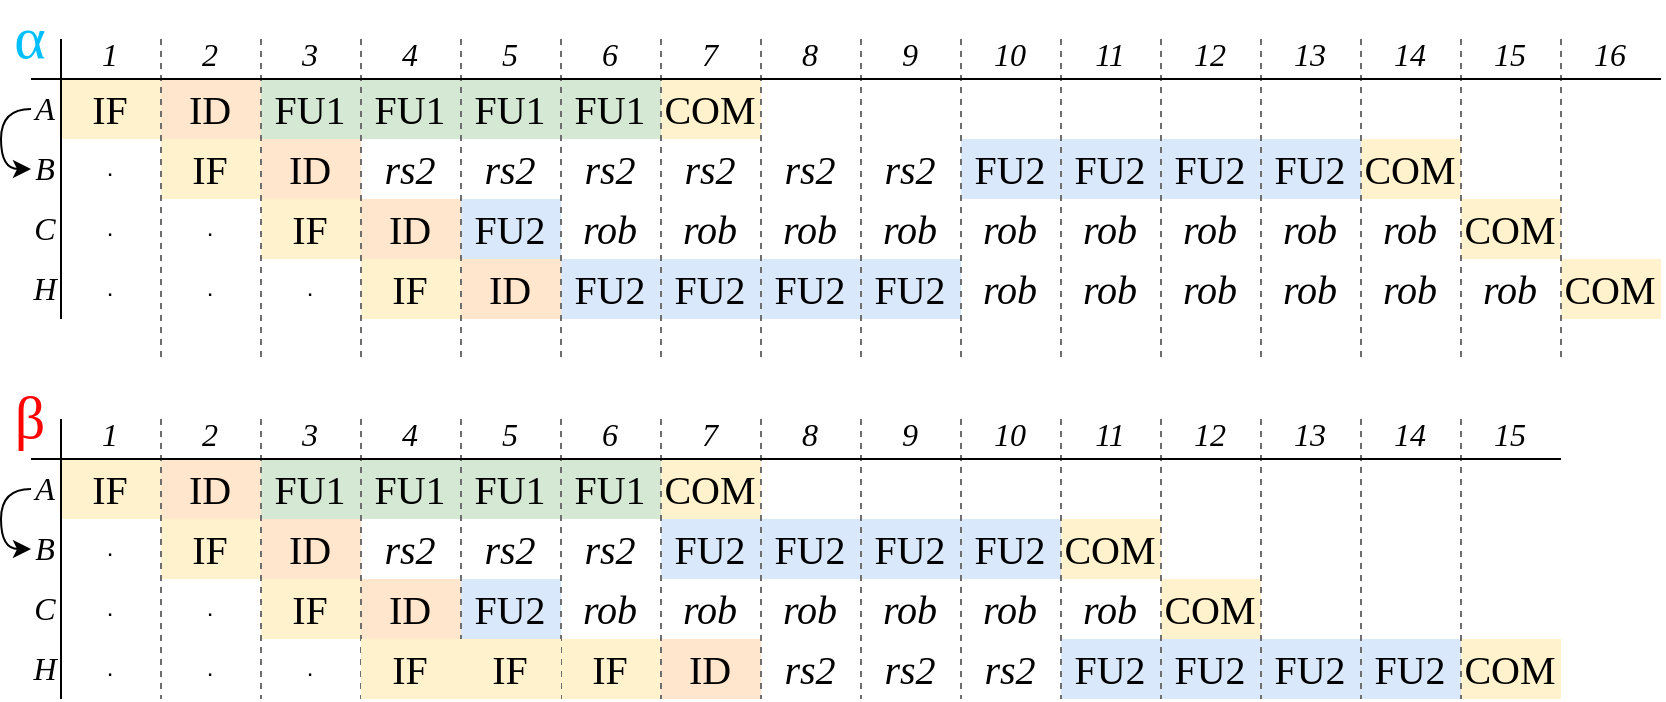 α 1 2 3 4 5 6 7 8 9 10 11 12 13 14 15 16
A IF ID FU1 FU1 FU1 FU1 COM
B . IF ID rs2 rs2 rs2 rs2 rs2 rs2 FU2 FU2 FU2 FU2 COM
C . . IF ID FU2 rob rob rob rob rob rob rob rob rob COM
H . . . IF ID FU2 FU2 FU2 FU2 rob rob rob rob rob rob COM
β 1 2 3 4 5 6 7 8 9 10 11 12 13 14 15
A IF ID FU1 FU1 FU1 FU1 COM
B . IF ID rs2 rs2 rs2 FU2 FU2 FU2 FU2 COM
C . . IF ID FU2 rob rob rob rob rob rob COM
H . . . IF IF IF ID rs2 rs2 rs2 FU2 FU2 FU2 FU2 COM